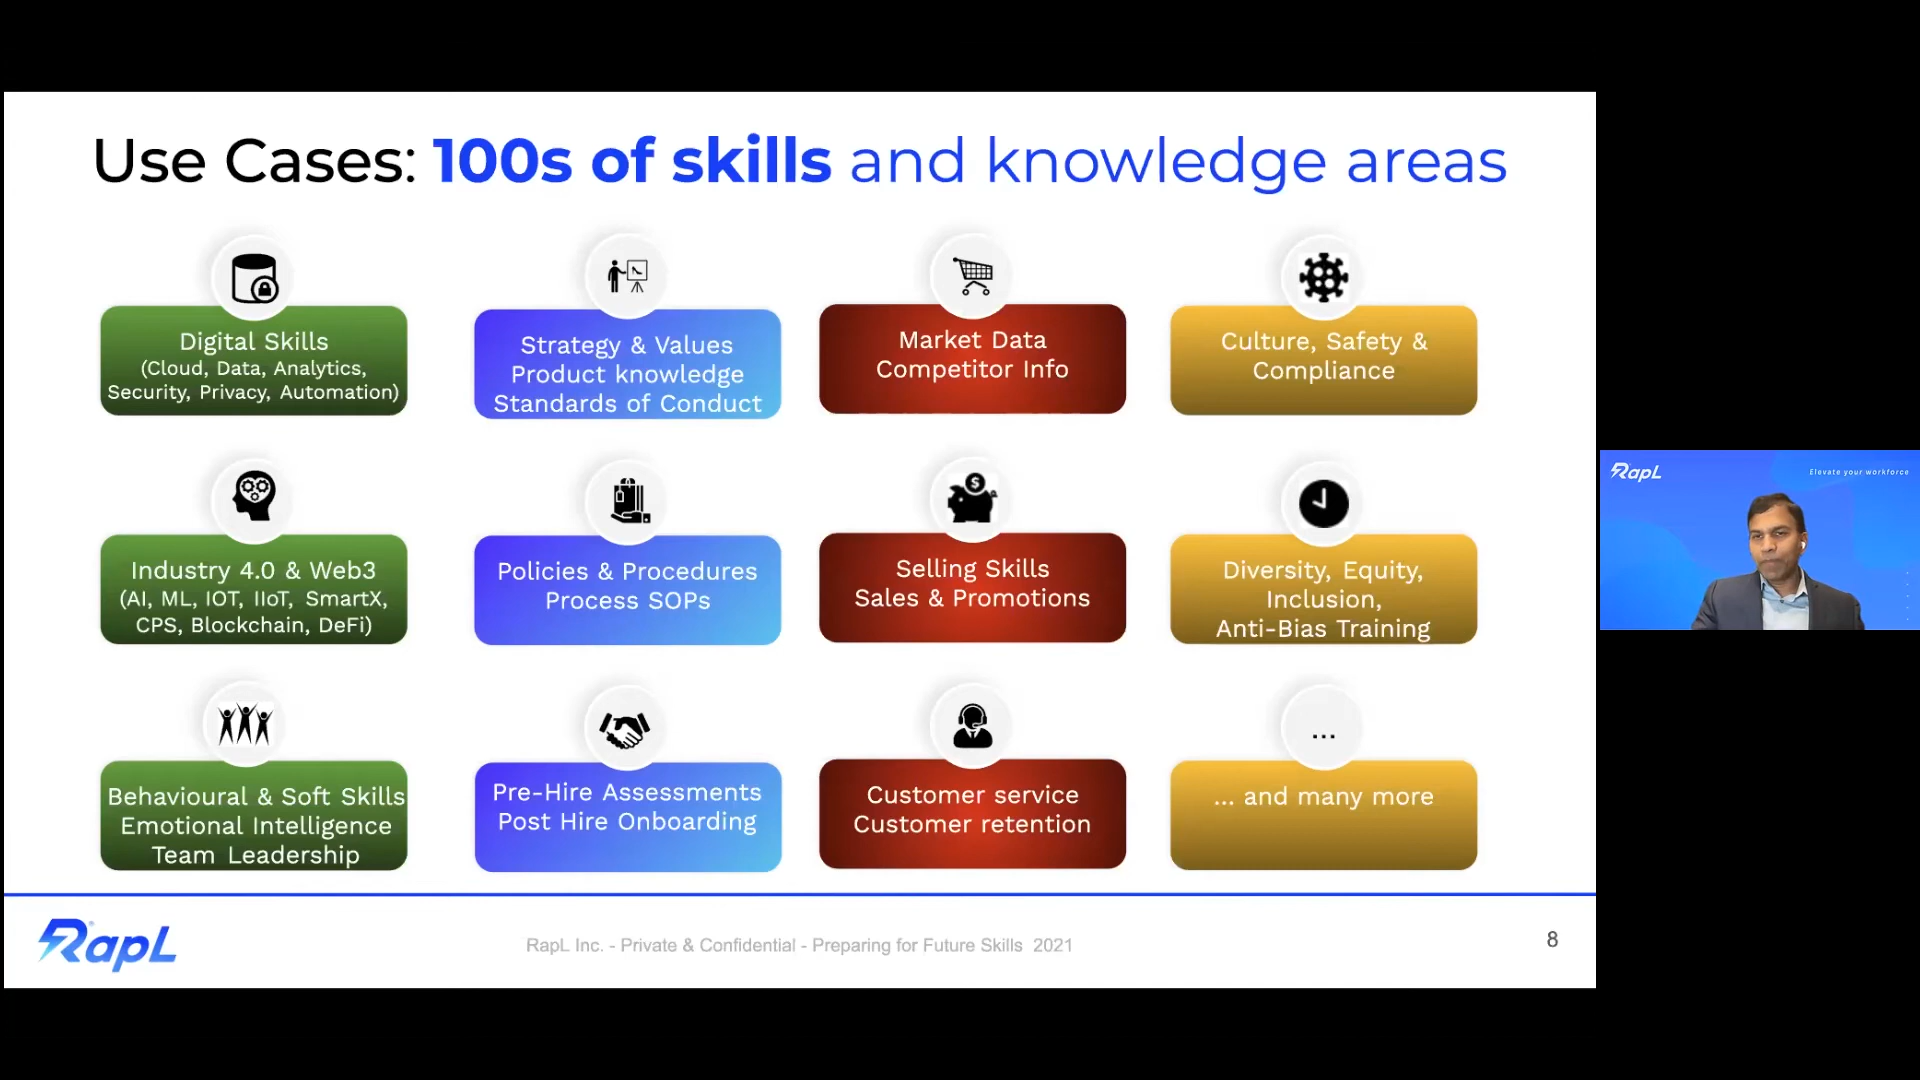 Use Cases: 100s of skills and knowledge areas
Digital Skills
(Cloud, Data, Analytics,
Security, Privacy, Automation)
Strategy & Values
Product knowledge
Standards of Conduct
Market Data
Competitor Info
Culture, Safety &
Compliance
Industry 4.0 & Web3
(AI, ML, IOT, IIoT, SmartX,
CPS, Blockchain, DeFi)
Policies & Procedures
Process SOPs
$
Selling Skills
Sales & Promotions
Diversity, Equity,
Inclusion,
Anti-Bias Training
Behavioural & Soft Skills
Emotional Intelligence
Team Leadership
Pre-Hire Assessments
Post Hire Onboarding
Customer service
Customer retention
...
... and many more
RapL
RapL Inc. - Private & Confidential - Preparing for Future Skills 2021
8
RapL
Elevate your workforce